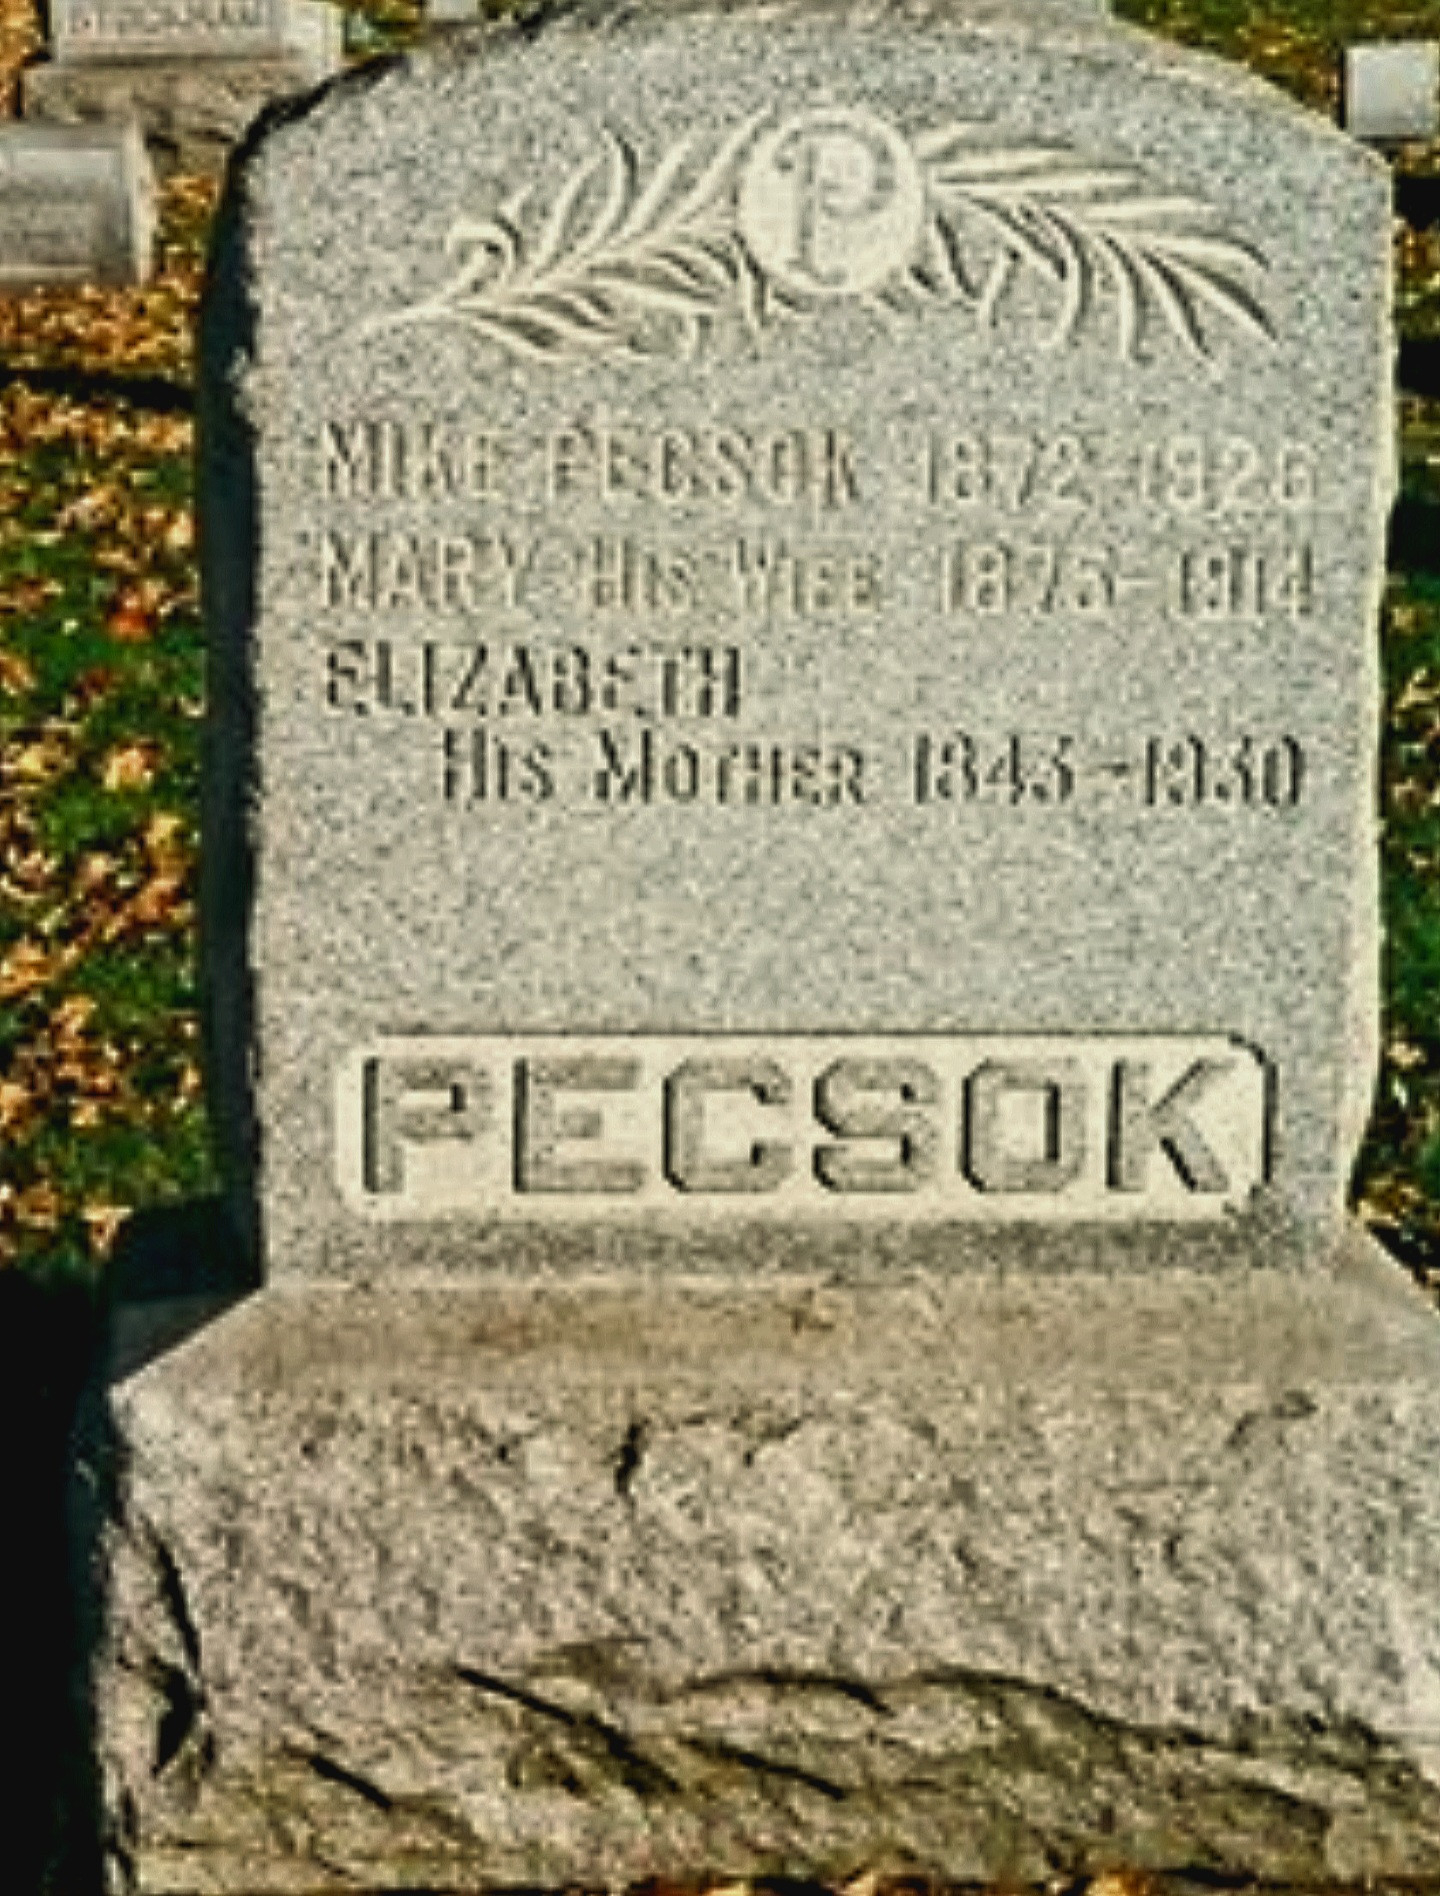 P
MIKE PECSOK 1872-1926
MARY HIS WIFE 1875-1914
ELIZABETH
HIS MOTHER 1843-1930
PECSOK